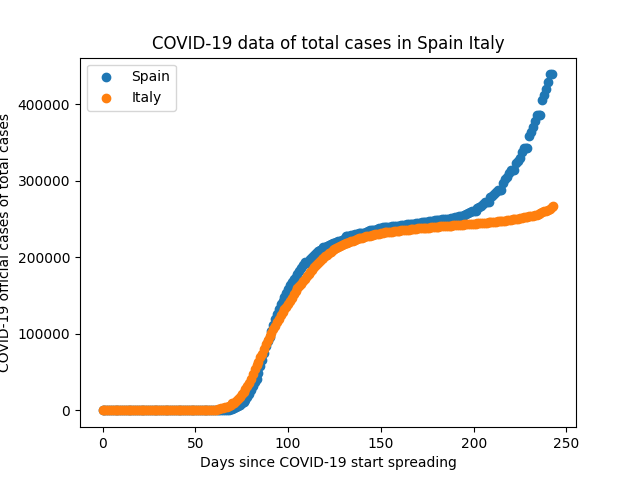 COVID-19 data of total cases in Spain Italy
Spain
Italy
COVID-19 official cases of total cases
400000
300000
200000
100000
0
0 50 100 150 200 250
Days since COVID-19 start spreading